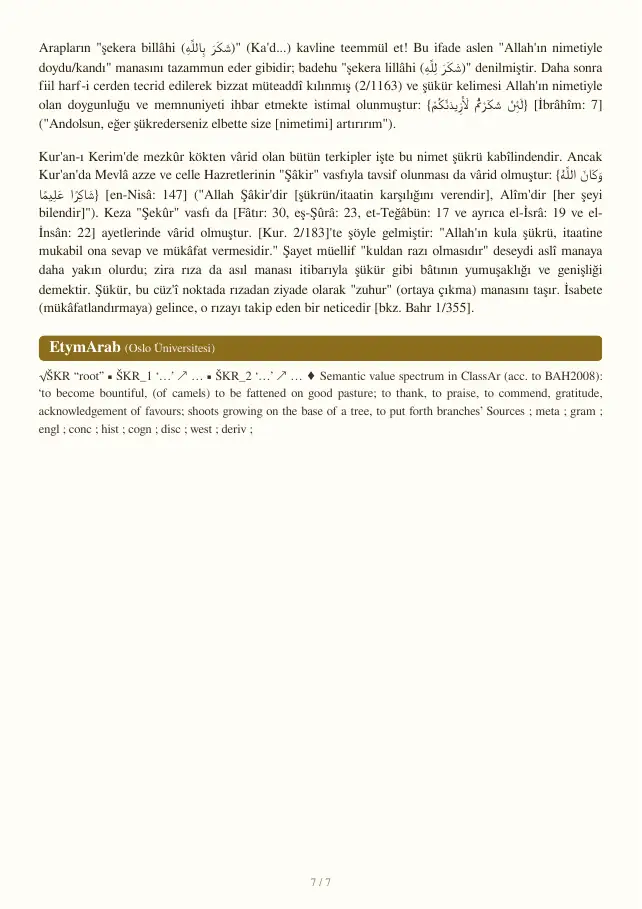 Arapların "şekera billâhi (شَكَرَ بِاللَّهِ)" (Ka'd...) kavline teemmül et! Bu ifade aslen "Allah'ın nimetiyle
doydu/kandı" manasını tazammun eder gibidir; badehu "şekera lillâhi (شَكَرَ لِلَّهِ)" denilmiştir. Daha sonra
fiil harf-i cerden tecrid edilerek bizzat müteaddî kılınmış (2/1163) ve şükür kelimesi Allah'ın nimetiyle
olan doygunluğu ve memnuniyeti ihbar etmekte istimal olunmuştur: {لَئِنْ شَكَرْتُمْ لَأَزِيدَنَّكُمْ} [İbrâhîm: 7]
("Andolsun, eğer şükrederseniz elbette size [nimetimi] artırırım").
Kur'an-ı Kerim'de mezkûr kökten vârid olan bütün terkipler işte bu nimet şükrü kabîlindendir. Ancak
Kur'an'da Mevlâ azze ve celle Hazretlerinin "Şâkir" vasfıyla tavsif olunması da vârid olmuştur: {وَكَانَ اللَّهُ
شَاكِرًا عَلِيمًا} [en-Nisâ: 147] ("Allah Şâkir'dir [şükrün/itaatin karşılığını verendir], Alîm'dir [her şeyi
bilendir]"). Keza "Şekûr" vasfı da [Fâtır: 30, eş-Şûrâ: 23, et-Teğâbün: 17 ve ayrıca el-İsrâ: 19 ve el-
İnsân: 22] ayetlerinde vârid olmuştur. [Kur. 2/183]'te şöyle gelmiştir: "Allah'ın kula şükrü, itaatine
mukabil ona sevap ve mükâfat vermesidir." Şayet müellif "kuldan razı olmasıdır" deseydi aslî manaya
daha yakın olurdu; zira rıza da asıl manası itibarıyla şükür gibi bâtının yumuşaklığı ve genişliği
demektir. Şükür, bu cüz'î noktada rızadan ziyade olarak "zuhur" (ortaya çıkma) manasını taşır. İsabete
(mükâfatlandırmaya) gelince, o rızayı takip eden bir neticedir [bkz. Bahr 1/355].
EtymArab (Oslo Üniversitesi)
√ŠKR “root” ▪ ŠKR_1 ‘…’ ↗ … ▪ ŠKR_2 ‘…’ ↗ … ♦ Semantic value spectrum in ClassAr (acc. to BAH2008):
‘to become bountiful, (of camels) to be fattened on good pasture; to thank, to praise, to commend, gratitude,
acknowledgement of favours; shoots growing on the base of a tree, to put forth branches’ Sources ; meta ; gram ;
engl ; conc ; hist ; cogn ; disc ; west ; deriv ;
7 / 7